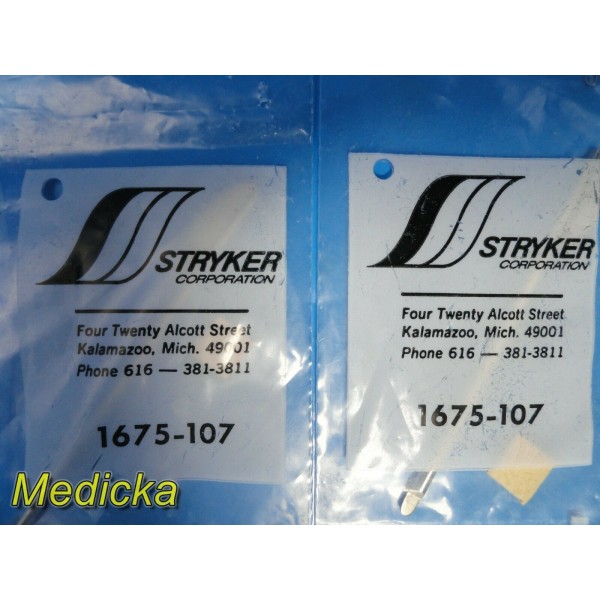 STRYKER
CORPORATION
Four Twenty Alcott Street
Kalamazoo, Mich. 49001
Phone 616 — 381-3811
1675-107
STRYKER
CORPORATION
Four Twenty Alcott Street
Kalamazoo, Mich. 49001
Phone 616 — 381-3811
1675-107
Medicka